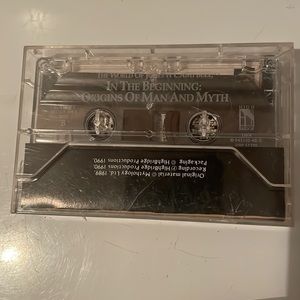 THE WORLD OF JOSEPH CAMPBELL
IN THE BEGINNING:
ORIGINS OF MAN AND MYTH
Original material © Mythology Ltd. 1989.
Recording ℗ HighBridge Productions 1990.
Packaging © HighBridge Productions 1990.